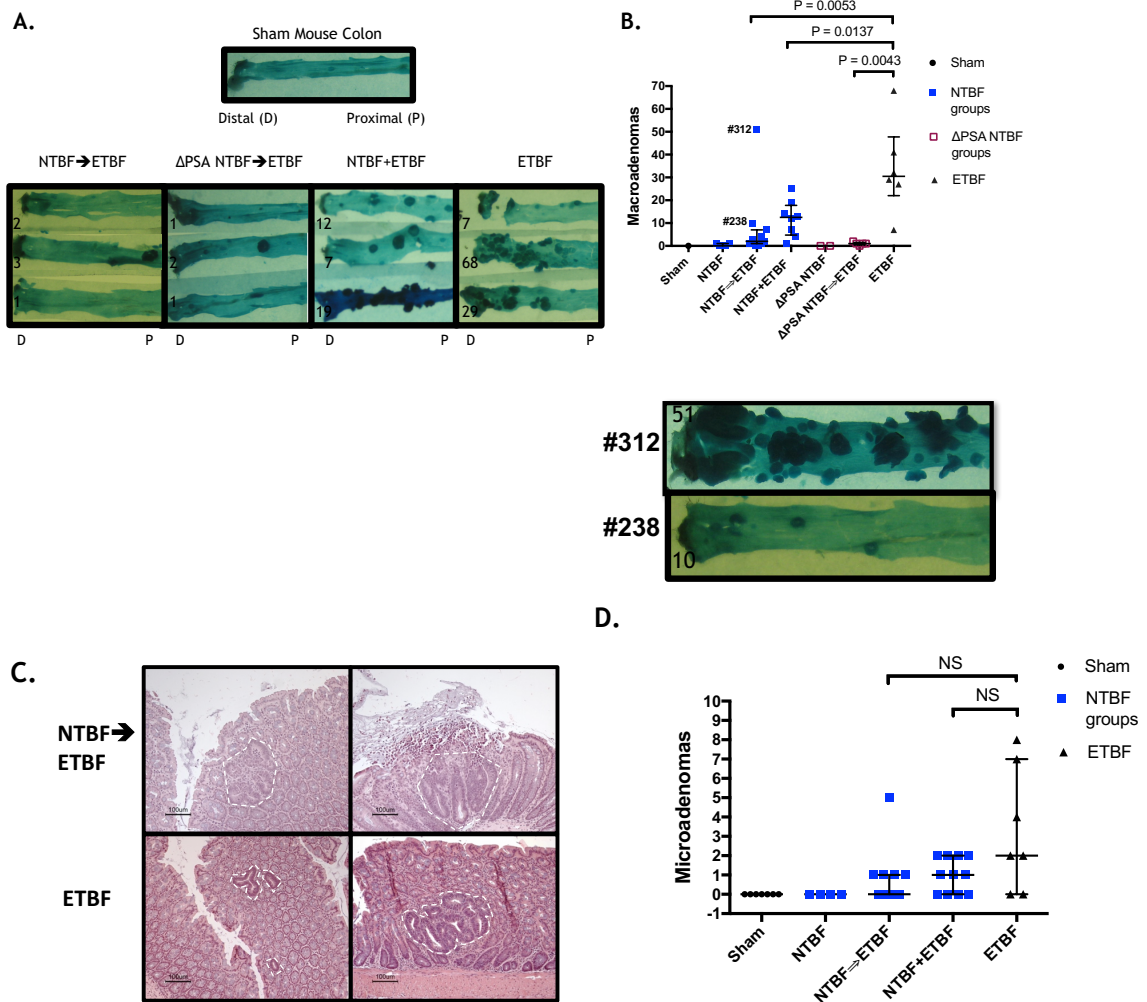 A.
Sham Mouse Colon
Distal (D)
Proximal (P)
NTBF➔ETBF
ΔPSA NTBF➔ETBF
NTBF+ETBF
ETBF
2
3
1
1
2
1
12
7
19
7
68
29
D
P
D
P
D
P
D
P
B.
P = 0.0053
P = 0.0137
P = 0.0043
Macroadenomas
70
60
50
40
30
20
10
0
#312
#238
Sham
NTBF
NTBF⇒ETBF
NTBF+ETBF
ΔPSA NTBF
ΔPSA NTBF⇒ETBF
ETBF
Sham
NTBF
groups
ΔPSA NTBF
groups
ETBF
#312
51
#238
10
C.
NTBF➔
ETBF
ETBF
100um
100um
100um
100um
D.
NS
NS
Microadenomas
10
9
8
7
6
5
4
3
2
1
0
-1
Sham
NTBF
NTBF⇒ETBF
NTBF+ETBF
ETBF
Sham
NTBF
groups
ETBF